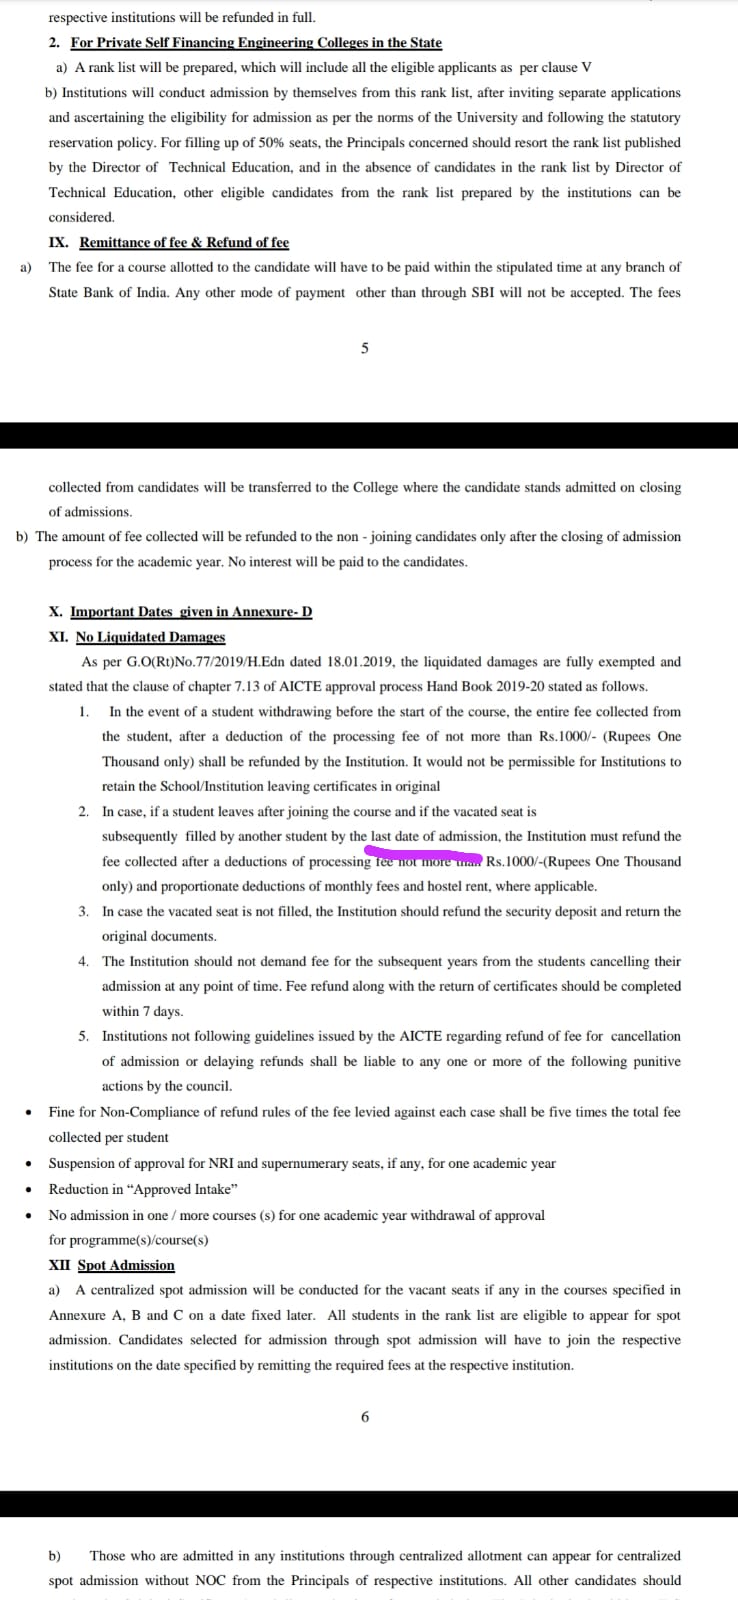 respective institutions will be refunded in full.
2. For Private Self Financing Engineering Colleges in the State
a) A rank list will be prepared, which will include all the eligible applicants as per clause V
b) Institutions will conduct admission by themselves from this rank list, after inviting separate applications
and ascertaining the eligibility for admission as per the norms of the University and following the statutory
reservation policy. For filling up of 50% seats, the Principals concerned should resort the rank list published
by the Director of Technical Education, and in the absence of candidates in the rank list by Director of
Technical Education, other eligible candidates from the rank list prepared by the institutions can be
considered.
IX. Remittance of fee & Refund of fee
a) The fee for a course allotted to the candidate will have to be paid within the stipulated time at any branch of
State Bank of India. Any other mode of payment other than through SBI will not be accepted. The fees
5
collected from candidates will be transferred to the College where the candidate stands admitted on closing
of admissions.
b) The amount of fee collected will be refunded to the non - joining candidates only after the closing of admission
process for the academic year. No interest will be paid to the candidates.
X. Important Dates given in Annexure- D
XI. No Liquidated Damages
As per G.O(Rt)No.77/2019/H.Edn dated 18.01.2019, the liquidated damages are fully exempted and
stated that the clause of chapter 7.13 of AICTE approval process Hand Book 2019-20 stated as follows.
1. In the event of a student withdrawing before the start of the course, the entire fee collected from
the student, after a deduction of the processing fee of not more than Rs.1000/- (Rupees One
Thousand only) shall be refunded by the Institution. It would not be permissible for Institutions to
retain the School/Institution leaving certificates in original
2. In case, if a student leaves after joining the course and if the vacated seat is
subsequently filled by another student by the last date of admission, the Institution must refund the
fee collected after a deductions of processing fee not more than Rs.1000/-(Rupees One Thousand
only) and proportionate deductions of monthly fees and hostel rent, where applicable.
3. In case the vacated seat is not filled, the Institution should refund the security deposit and return the
original documents.
4. The Institution should not demand fee for the subsequent years from the students cancelling their
admission at any point of time. Fee refund along with the return of certificates should be completed
within 7 days.
5. Institutions not following guidelines issued by the AICTE regarding refund of fee for cancellation
of admission or delaying refunds shall be liable to any one or more of the following punitive
actions by the council.
• Fine for Non-Compliance of refund rules of the fee levied against each case shall be five times the total fee
collected per student
• Suspension of approval for NRI and supernumerary seats, if any, for one academic year
• Reduction in “Approved Intake”
• No admission in one / more courses (s) for one academic year withdrawal of approval
for programme(s)/course(s)
XII Spot Admission
a) A centralized spot admission will be conducted for the vacant seats if any in the courses specified in
Annexure A, B and C on a date fixed later. All students in the rank list are eligible to appear for spot
admission. Candidates selected for admission through spot admission will have to join the respective
institutions on the date specified by remitting the required fees at the respective institution.
6
b) Those who are admitted in any institutions through centralized allotment can appear for centralized
spot admission without NOC from the Principals of respective institutions. All other candidates should